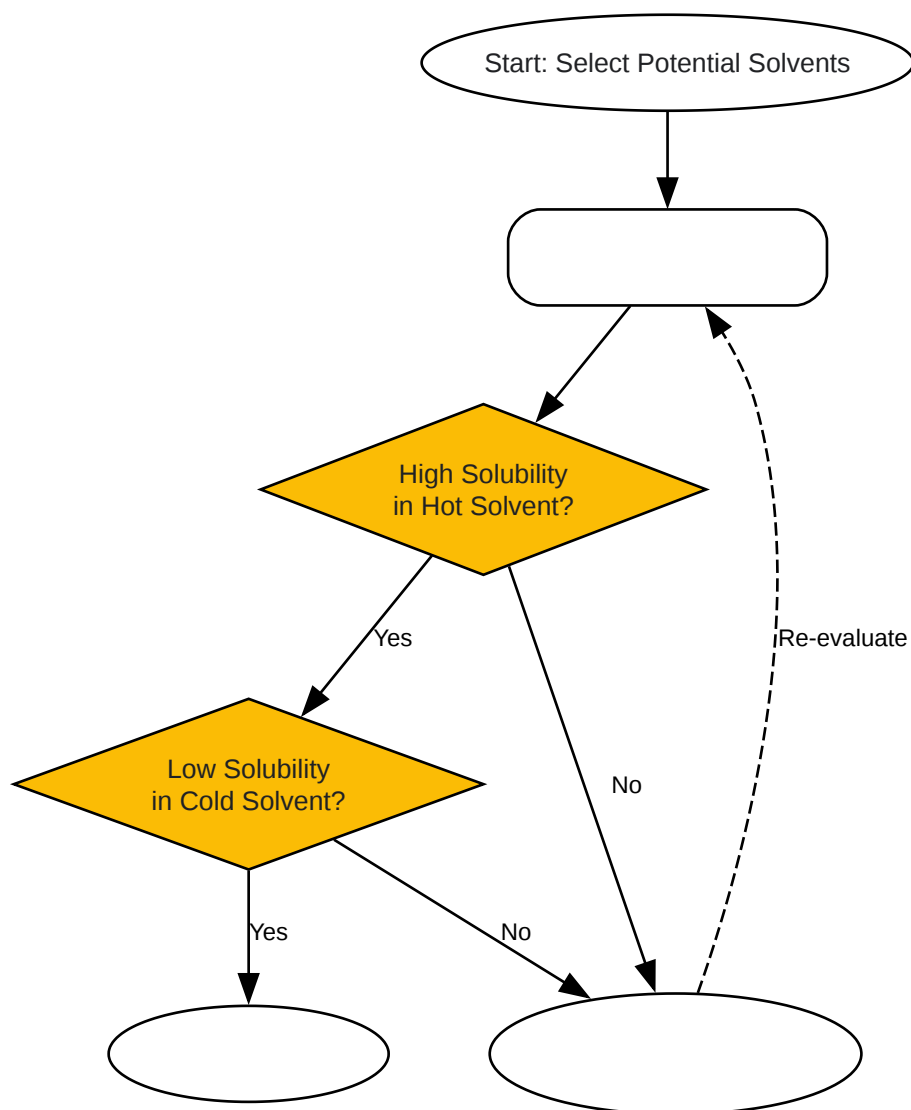 Start: Select Potential Solvents
High Solubility
in Hot Solvent?
Yes
Re-evaluate
Low Solubility
in Cold Solvent?
No
Yes
No